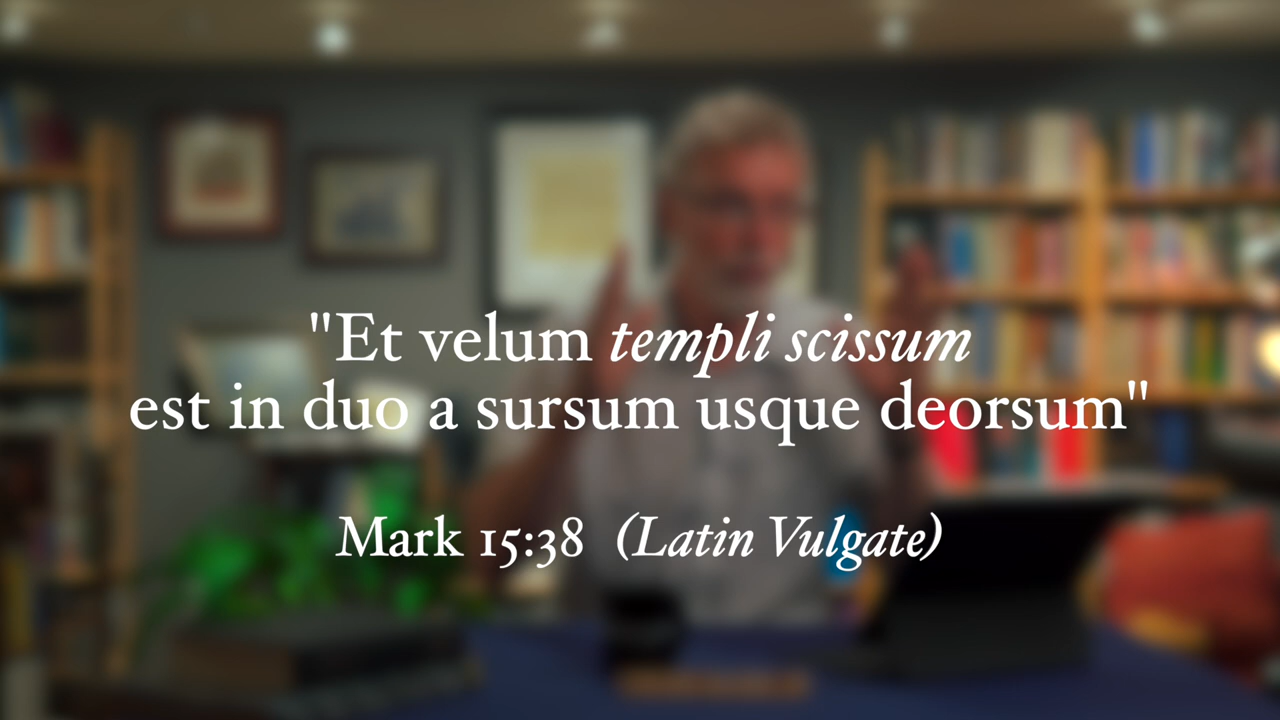 "Et velum templi scissum
est in duo a sursum usque deorsum"
Mark 15:38 (Latin Vulgate)